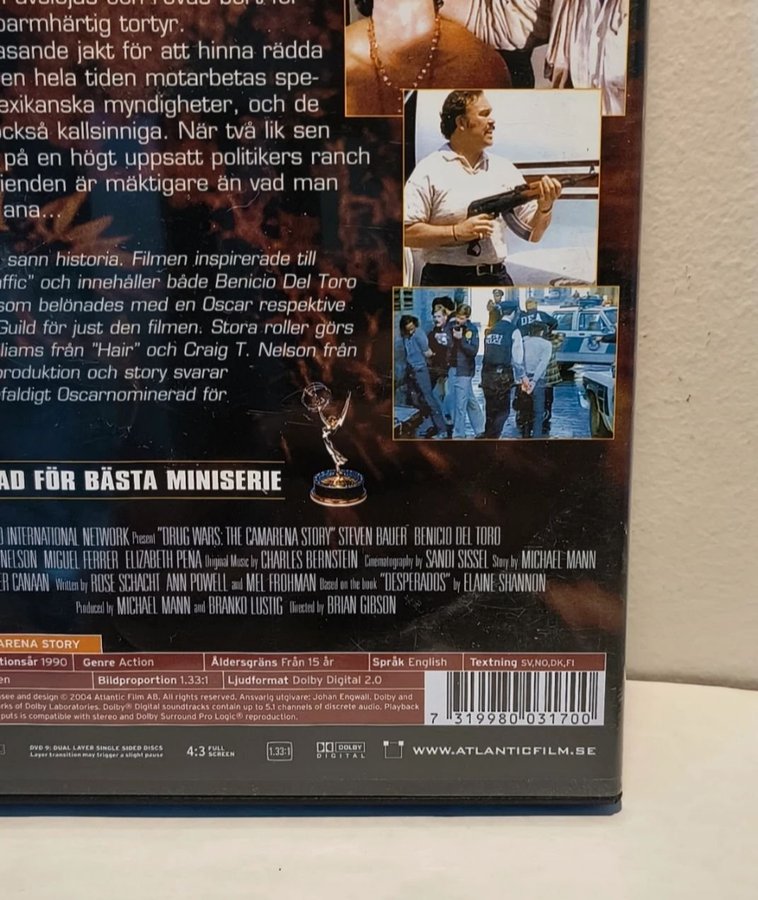 barmhärtig tortyr.
asande jakt för att hinna rädda
en hela tiden motarbetas spe-
exikanska myndigheter, och de
också kallsinniga. När två lik sen
på en högt uppsatt politikers ranch
ienden är mäktigare än vad man
ana...
sann historia. Filmen inspirerade till
affic" och innehåller både Benicio Del Toro
som belönades med en Oscar respektive
Guild för just den filmen. Stora roller görs
liams från "Hair" och Craig T. Nelson från
produktion och story svarar
faldigt Oscarnominerad för
AD FÖR BÄSTA MINISERIE
INTERNATIONAL NETWORK Present "DRUG WARS: THE CAMARENA STORY" STEVEN BAUER BENICIO DEL TORO
NELSON MIGUEL FERRER ELIZABETH PENA Original Music by CHARLES BERNSTEIN Cinematography by SANDI SISSEL Story by MICHAEL MANN
ER CANAAN Written by ROSE SCHACHT ANN POWELL and MEL FROHMAN Based on the book "DESPERADOS" by ELAINE SHANNON
Produced by MICHAEL MANN and BRANKO LUSTIG Directed by BRIAN GIBSON
ARENA STORY
tionsår 1990 Genre Action Åldersgräns Från 15 år Språk English Textning SV,NO,DK,FI
en Bildproportion 1.33:1 Ljudformat Dolby Digital 2.0
see and design © 2004 Atlantic Film AB. All rights reserved. Ansvarig utgivare: Johan Engwall. Dolby and
rks of Dolby Laboratories. Dolby® Digital soundtracks contain up to 5.1 channels of discrete audio. Playback
puts is compatible with stereo and Dolby Surround Pro Logic® reproduction.
7 319980 031700
DVD 9: DUAL LAYER SINGLE SIDED DISCS
Layer transition may trigger a slight pause
4:3 FULL SCREEN
1.33:1
DOLBY DIGITAL
WWW.ATLANTICFILM.SE
DEA